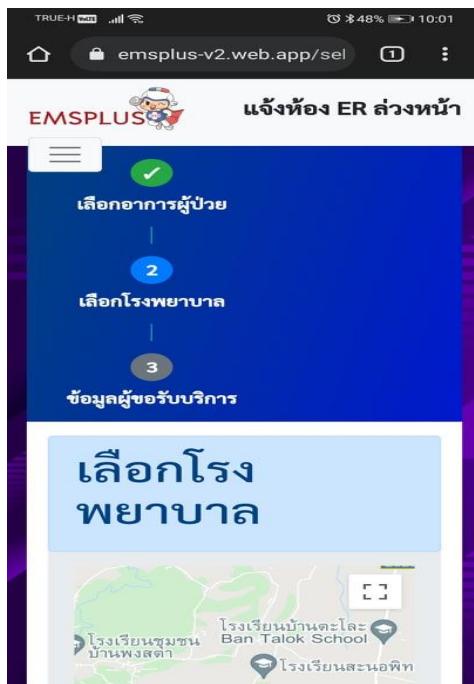 TRUE-H VoLTE 48% 10:01
emsplus-v2.web.app/sel 1
EMSPLUS
แจ้งห้อง ER ล่วงหน้า
เลือกอาการผู้ป่วย
2
เลือกโรงพยาบาล
3
ข้อมูลผู้ขอรับบริการ
เลือกโรง
พยาบาล
โรงเรียนบ้านตะโละ
Ban Talok School
โรงเรียนชุมชน
บ้านพงสตา
โรงเรียนสะนอพิท